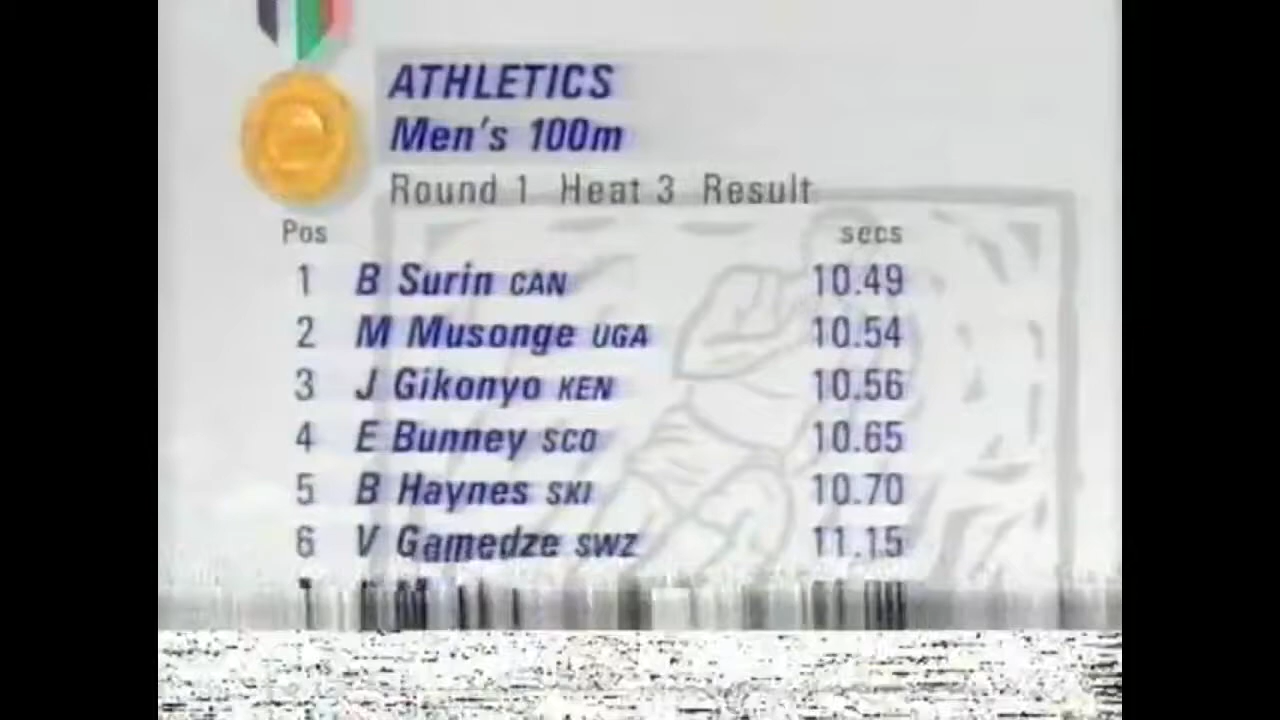 ATHLETICS
Men's 100m
Round 1 Heat 3 Result
Pos secs
1 B Surin CAN 10.49
2 M Musonge UGA 10.54
3 J Gikonyo KEN 10.56
4 E Bunney SCO 10.65
5 B Haynes SKI 10.70
6 V Gamedze SWZ 11.15